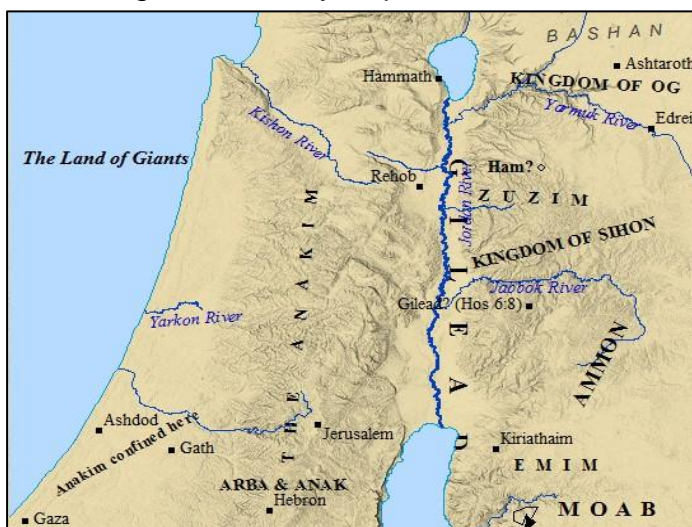 BASHAN
Ashtaroth
Hammath
KINGDOM OF OG
Yarmuk River
Edrei
Kishon River
The Land of Giants
Ham?
Rehob
ZUZIM
GILEAD
Jordan River
KINGDOM OF SIHON
THE ANAKIM
Jabbok River
Gilead? (Hos 6:8)
Yarkon River
AMMON
Ashdod
Anakim confined here
Gath
Jerusalem
Kiriathaim
EMIM
ARBA & ANAK
Hebron
MOAB
Gaza